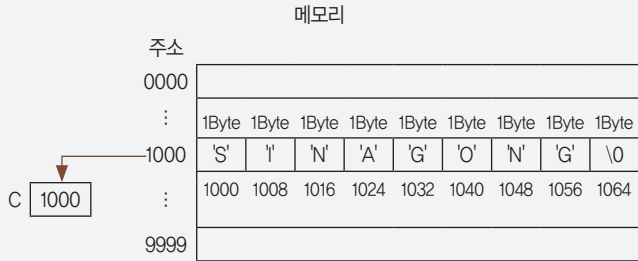 메모리
주소
0000
⋮ 1Byte 1Byte 1Byte 1Byte 1Byte 1Byte 1Byte 1Byte 1Byte
1000 'S' 'I' 'N' 'A' 'G' 'O' 'N' 'G' \0
C 1000 ⋮ 1000 1008 1016 1024 1032 1040 1048 1056 1064
9999